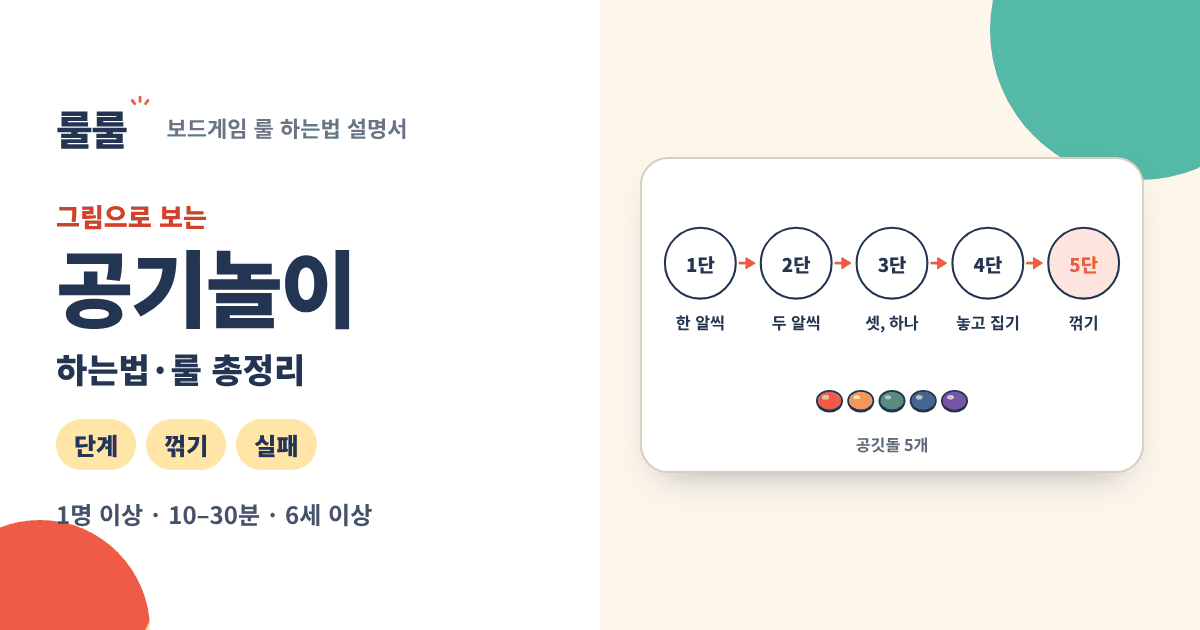 룰룰
보드게임 룰 하는법 설명서
그림으로 보는
공기놀이
하는법·룰 총정리
단계 꺾기 실패
1명 이상 · 10–30분 · 6세 이상
1단 2단 3단 4단 5단
한 알씩 두 알씩 셋, 하나 놓고 집기 꺾기
공깃돌 5개